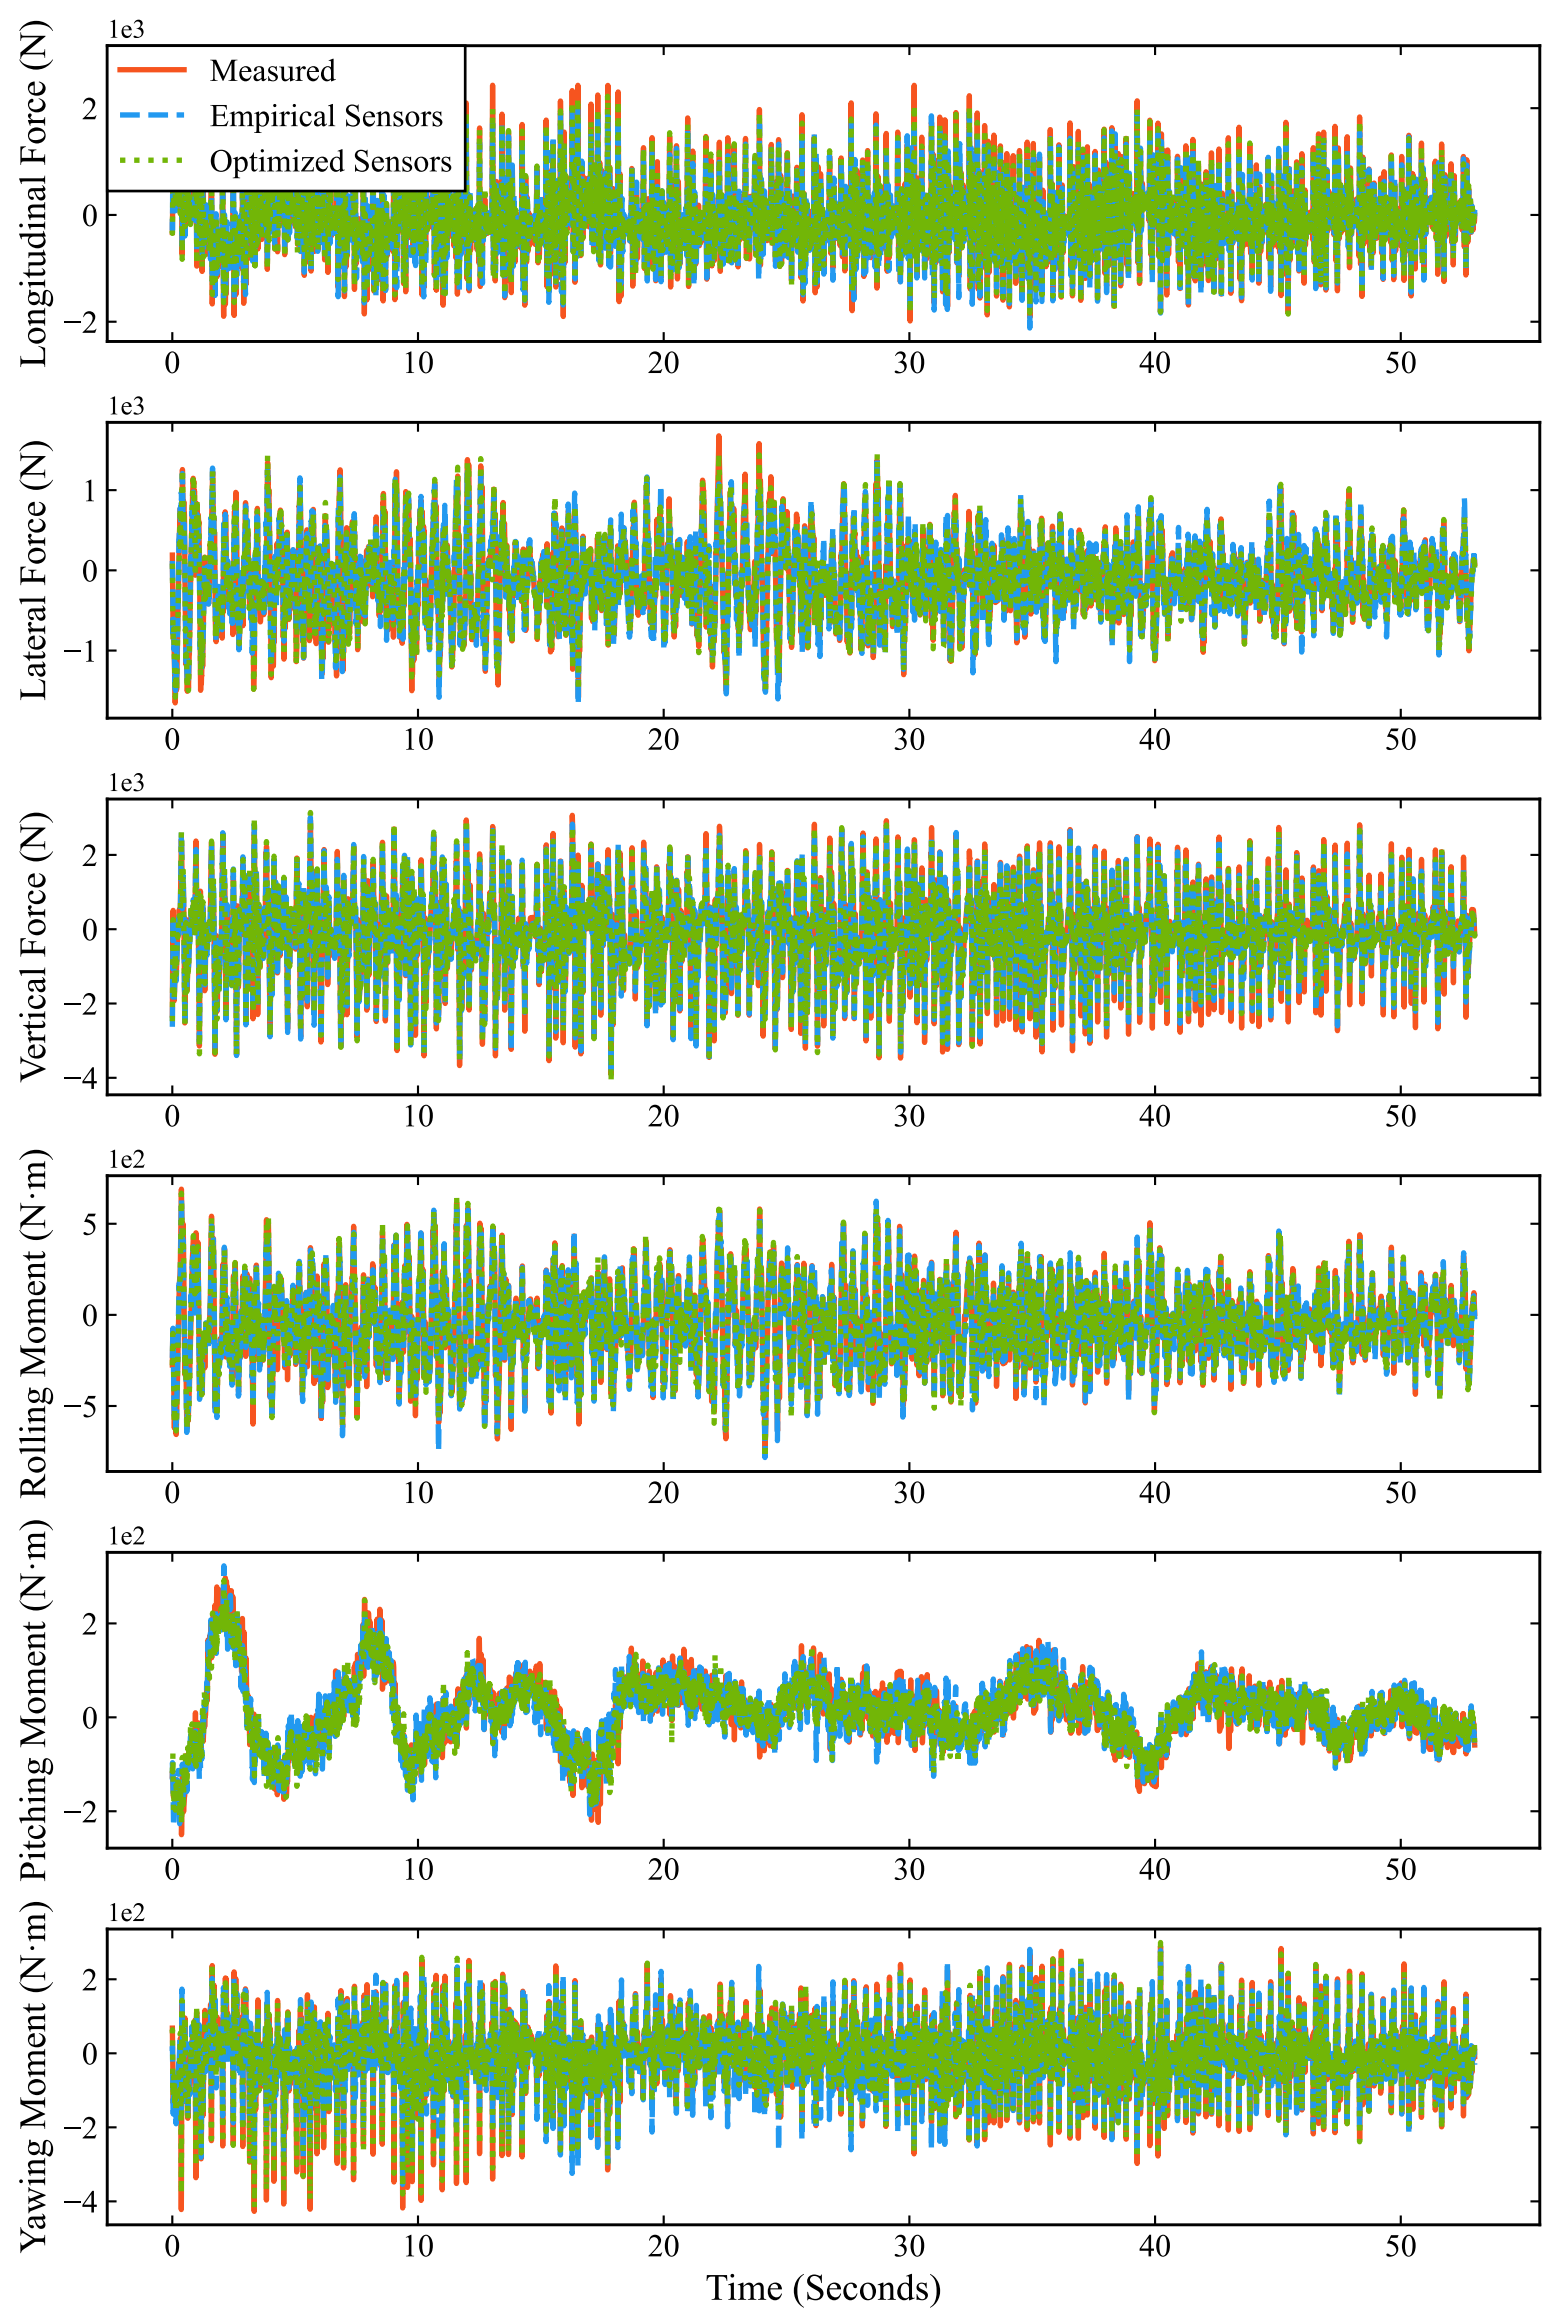 1e3
Longitudinal Force (N)
Measured
Empirical Sensors
Optimized Sensors
2
0
−2
0 10 20 30 40 50
1e3
Lateral Force (N)
1
0
−1
0 10 20 30 40 50
1e3
Vertical Force (N)
2
0
−2
−4
0 10 20 30 40 50
1e2
Rolling Moment (N·m)
5
0
−5
0 10 20 30 40 50
1e2
Pitching Moment (N·m)
2
0
−2
0 10 20 30 40 50
1e2
Yawing Moment (N·m)
2
0
−2
−4
0 10 20 30 40 50
Time (Seconds)